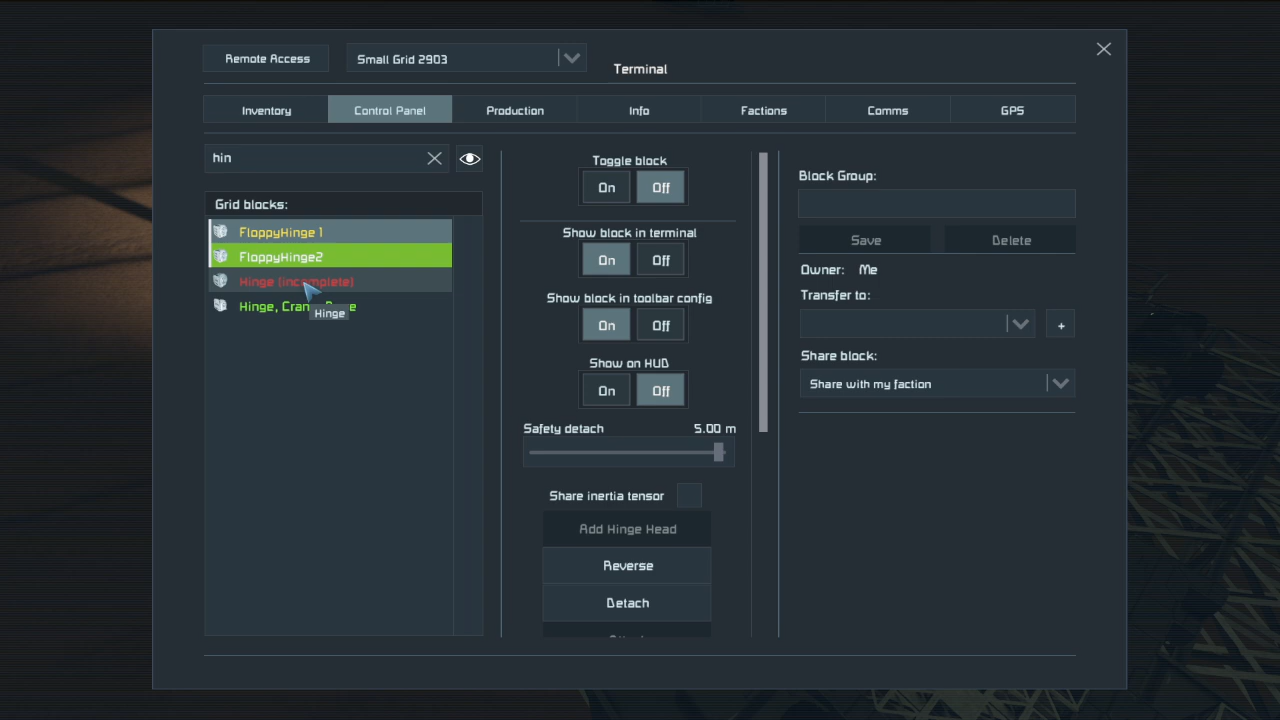 Remote Access
Small Grid 2903
Terminal
Inventory
Control Panel
Production
Info
Factions
Comms
GPS
hin
Grid blocks:
FloppyHinge 1
FloppyHinge2
Hinge (incomplete)
Hinge, Cran
Hinge
Toggle block
On
Off
Show block in terminal
On
Off
Show block in toolbar config
On
Off
Show on HUD
On
Off
Safety detach 5.00 m
Share inertia tensor
Add Hinge Head
Reverse
Detach
Block Group:
Save
Delete
Owner: Me
Transfer to:
+
Share block:
Share with my faction